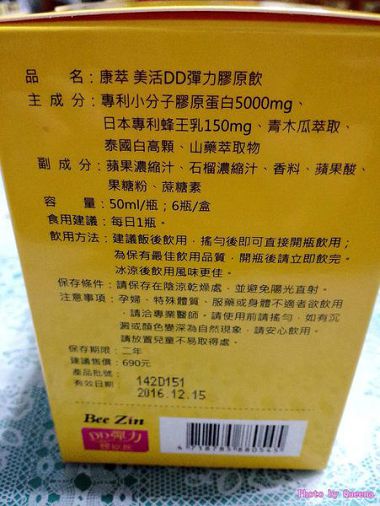 品 名：康萃 美活DD彈力膠原飲
主 成 分：專利小分子膠原蛋白5000mg、
日本專利蜂王乳150mg、青木瓜萃取、
泰國白高顆、山藥萃取物
副 成 分：蘋果濃縮汁、石榴濃縮汁、香料、蘋果酸、
果糖粉、蔗糖素
容 量：50ml/瓶；6瓶/盒
食用建議：每日1瓶。
飲用方法：建議飯後飲用，搖勻後即可直接開瓶飲用；
為保有最佳飲用品質，開瓶後請立即飲完。
冰涼後飲用風味更佳。
保存條件：請保存在陰涼乾燥處，並避免陽光直射。
注意事項：孕婦、特殊體質、服藥或身體不適者欲飲用
，請洽專業醫師。請使用前請搖勻，如有沉
澱或顏色變深為自然現象，請安心飲用。
請放置兒童不易取得處。
保存期限：二年
建議售價：690元
產品批號：
有效日期
142D151
2016.12.15
Bee Zin
DD彈力
膠原飲
4718785880545
Photo by Queena